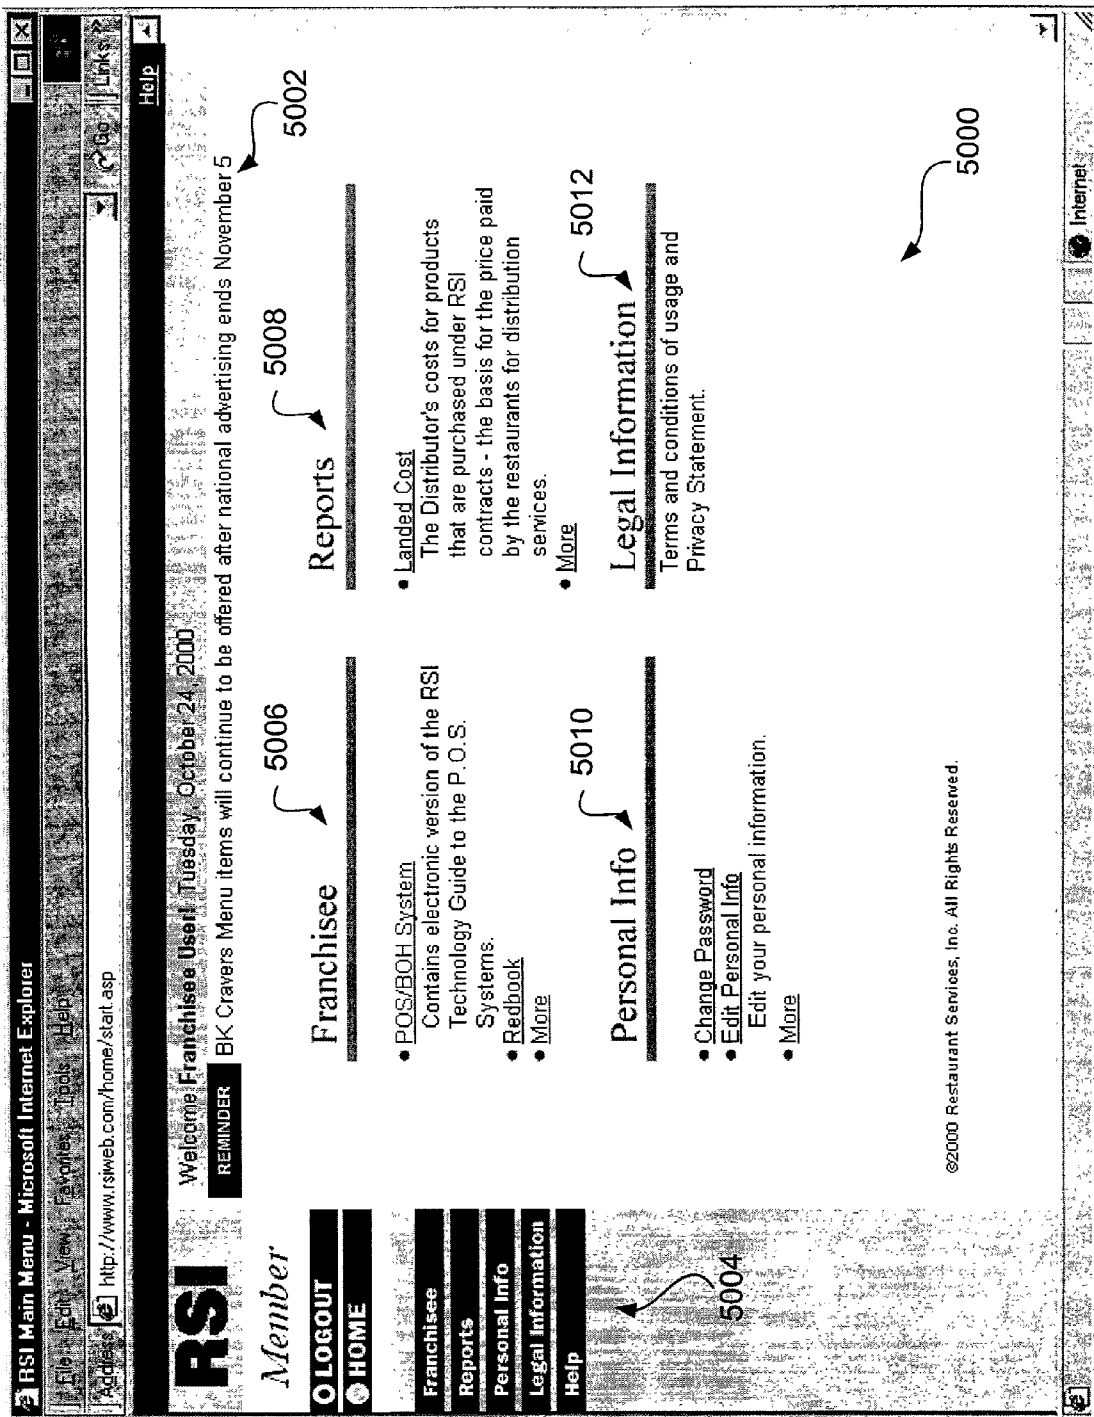 RSI Main Menu - Microsoft Internet Explorer
File Edit View Favorites Tools Help
Address http://www.rsiweb.com/home/start.asp Go Links »
Help
RSI
Welcome Franchisee User! Tuesday, October 24, 2000
REMINDER BK Cravers Menu items will continue to be offered after national advertising ends November 5
5002
Member
LOGOUT
HOME
Franchisee
Reports
Personal Info
Legal Information
Help
5004
Franchisee
5006
• POS/BOH System
Contains electronic version of the RSI
Technology Guide to the P.O.S.
Systems.
• Redbook
• More
Reports
5008
• Landed Cost
The Distributor's costs for products
that are purchased under RSI
contracts - the basis for the price paid
by the restaurants for distribution
services.
• More
Personal Info
5010
• Change Password
• Edit Personal Info
Edit your personal information.
• More
Legal Information
5012
Terms and conditions of usage and
Privacy Statement.
5000
©2000 Restaurant Services, Inc. All Rights Reserved.
Internet